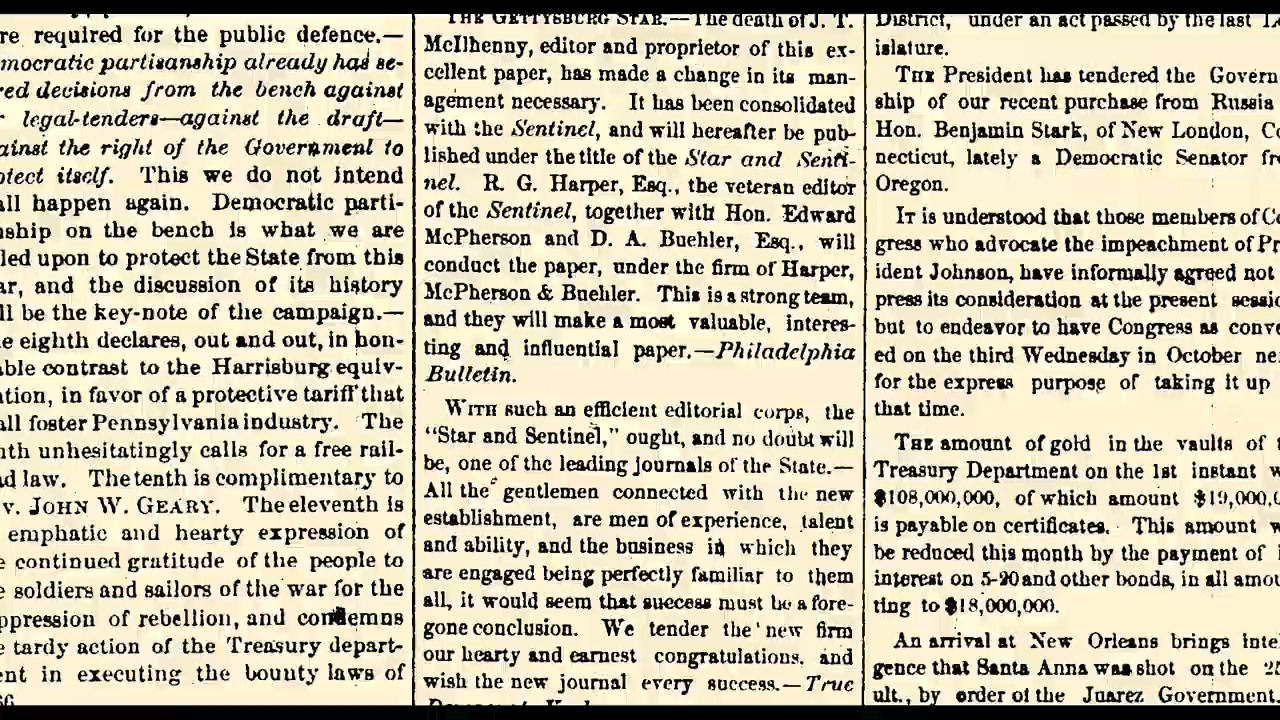 re required for the public defence.—
mocratic partisanship already had se-
red decisions from the bench against
legal-tenders—against the draft—
ainst the right of the Government to
otect itself. This we do not intend
all happen again. Democratic parti-
nship on the bench is what we are
led upon to protect the State from this
ar, and the discussion of its history
ll be the key-note of the campaign.—
e eighth declares, out and out, in hon-
able contrast to the Harrisburg equiv-
ation, in favor of a protective tariff that
all foster Pennsylvania industry. The
nth unhesitatingly calls for a free rail-
ad law. The tenth is complimentary to
v. JOHN W. GEARY. The eleventh is
emphatic and hearty expression of
e continued gratitude of the people to
e soldiers and sailors of the war for the
ppression of rebellion, and condemns
e tardy action of the Treasury depart-
ent in executing the bounty laws of
THE GETTYSBURG STAR.—The death of J. T.
McIlhenny, editor and proprietor of this ex-
cellent paper, has made a change in its man-
agement necessary. It has been consolidated
with the Sentinel, and will hereafter be pub-
lished under the title of the Star and Senti-
nel. R. G. Harper, Esq., the veteran editor
of the Sentinel, together with Hon. Edward
McPherson and D. A. Buehler, Esq., will
conduct the paper, under the firm of Harper,
McPherson & Buehler. This is a strong team,
and they will make a most valuable, interes-
ting and influential paper.—Philadelphia
Bulletin.
WITH such an efficient editorial corps, the
"Star and Sentinel," ought, and no doubt will
be, one of the leading journals of the State.—
All the gentlemen connected with the new
establishment, are men of experience, talent
and ability, and the business in which they
are engaged being perfectly familiar to them
all, it would seem that success must be a fore-
gone conclusion. We tender the new firm
our hearty and earnest congratulations, and
wish the new journal every success.—True
District, under an act passed by the last L
islature.
THE President has tendered the Govern
ship of our recent purchase from Russia
Hon. Benjamin Stark, of New London, Co
necticut, lately a Democratic Senator fr
Oregon.
IT is understood that those members of Co
gress who advocate the impeachment of Pr
ident Johnson, have informally agreed not
press its consideration at the present sessio
but to endeavor to have Congress as conve
ed on the third Wednesday in October ne
for the express purpose of taking it up
that time.
THE amount of gold in the vaults of t
Treasury Department on the 1st instant w
$108,000,000, of which amount $19,000,0
is payable on certificates. This amount w
be reduced this month by the payment of i
interest on 5-20 and other bonds, in all amou
ting to $18,000,000.
An arrival at New Orleans brings inte
gence that Santa Anna was shot on the 25
ult., by order of the Juarez Government.